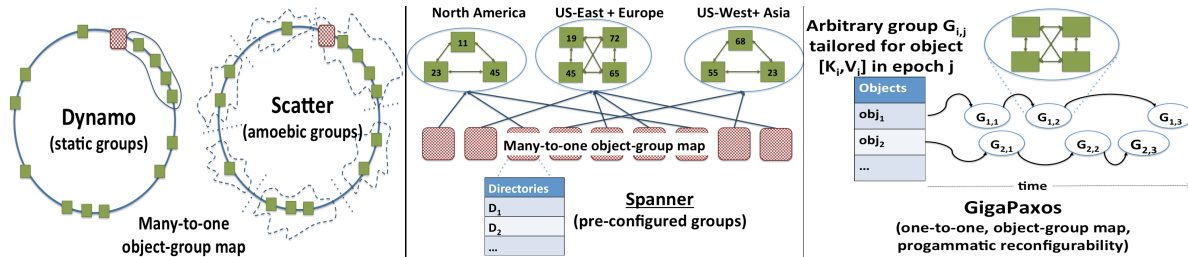 Dynamo
(static groups)
Scatter
(amoebic groups)
Many-to-one
object-group map
North America
US-East + Europe
US-West+ Asia
11
23
45
19
72
45
65
68
55
23
Many-to-one object-group map
Directories
D1
D2
...
Spanner
(pre-configured groups)
Arbitrary group Gi,j
tailored for object
[Ki,Vi] in epoch j
Objects
obj1
obj2
...
G1,1
G1,2
G1,3
G2,1
G2,2
G2,3
time
GigaPaxos
(one-to-one, object-group map,
progammatic reconfigurability)